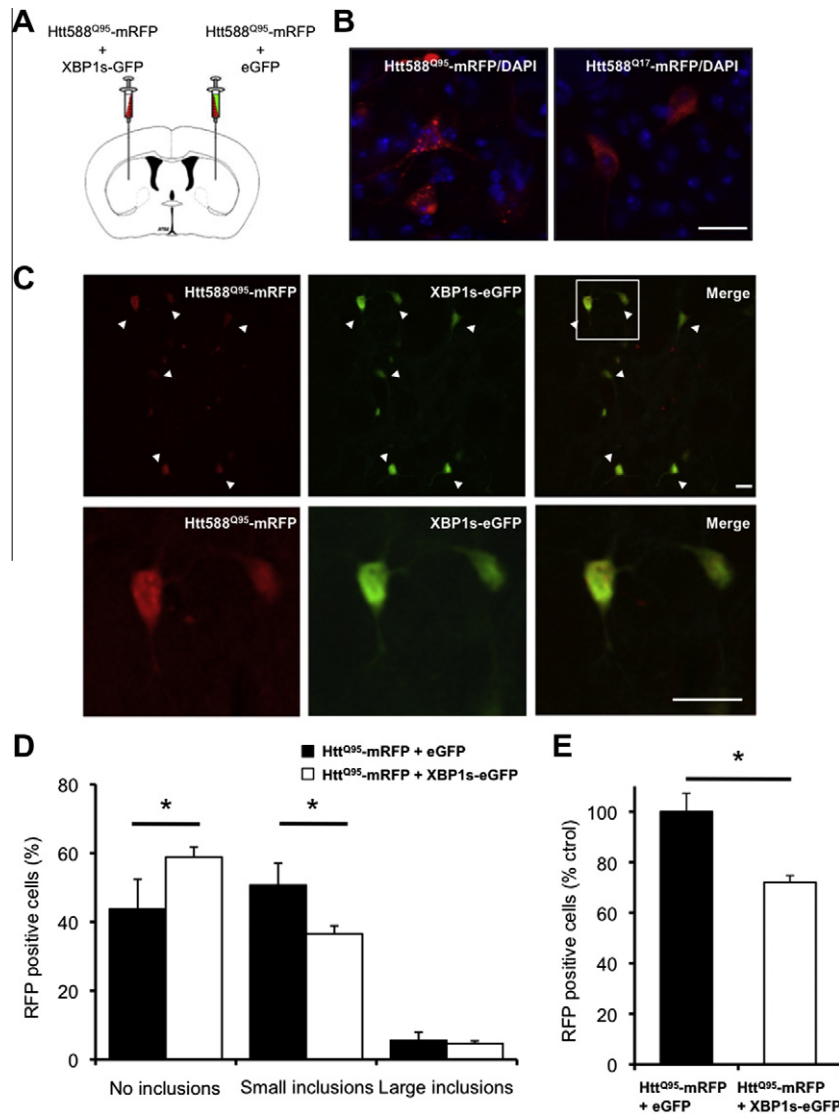 A
Htt588Q95-mRFP
+
XBP1s-GFP
Htt588Q95-mRFP
+
eGFP
B
Htt588Q95-mRFP/DAPI
Htt588Q17-mRFP/DAPI
C
Htt588Q95-mRFP
XBP1s-eGFP
Merge
Htt588Q95-mRFP
XBP1s-eGFP
Merge
D
HttQ95-mRFP + eGFP
HttQ95-mRFP + XBP1s-eGFP
RFP positive cells (%)
80
60
40
20
0
*
*
No inclusions
Small inclusions
Large inclusions
E
RFP positive cells (% ctrol)
100
80
60
40
20
0
*
HttQ95-mRFP
+ eGFP
HttQ95-mRFP
+ XBP1s-eGFP